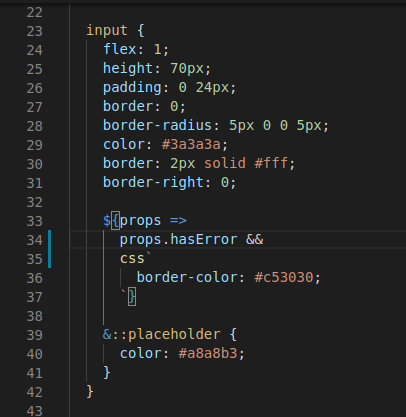 22
23 input {
24 flex: 1;
25 height: 70px;
26 padding: 0 24px;
27 border: 0;
28 border-radius: 5px 0 0 5px;
29 color: #3a3a3a;
30 border: 2px solid #fff;
31 border-right: 0;
32
33 ${props =>
34 props.hasError &&
35 css`
36 border-color: #c53030;
37 `}
38
39 &::placeholder {
40 color: #a8a8b3;
41 }
42 }
43